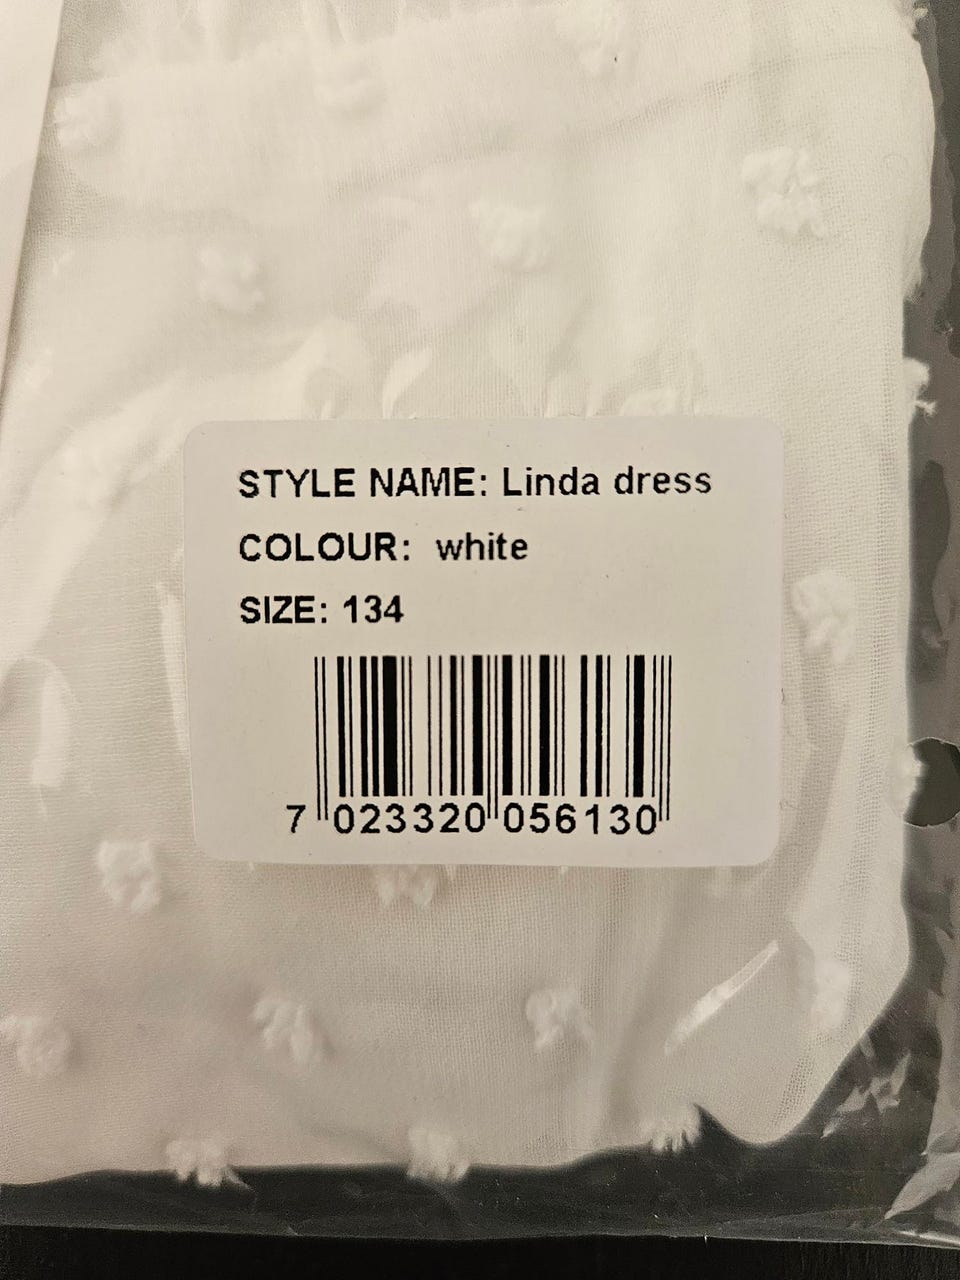 STYLE NAME: Linda dress
COLOUR: white
SIZE: 134
7 023320 056130